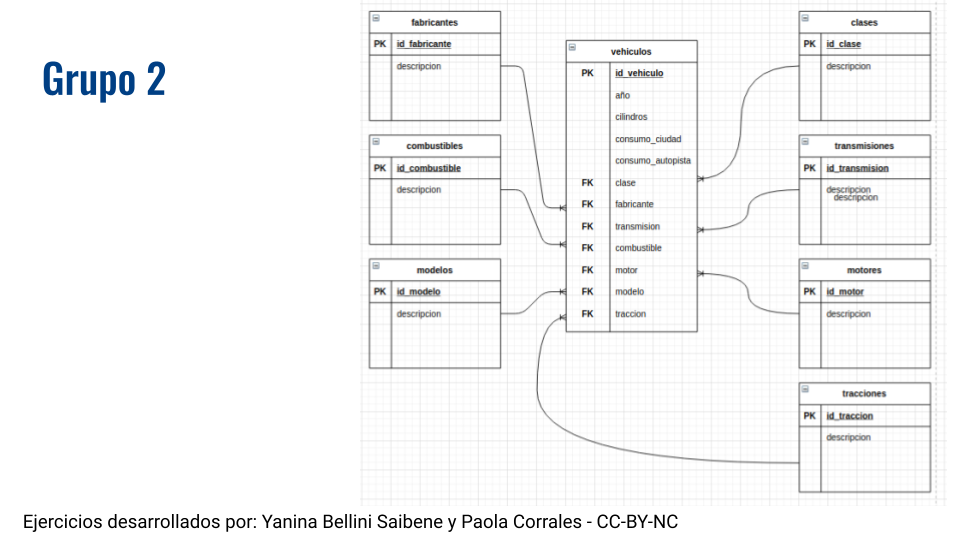 Grupo 2
fabricantes
PK id_fabricante
descripcion
combustibles
PK id_combustible
descripcion
modelos
PK id_modelo
descripcion
vehiculos
PK id_vehiculo
año
cilindros
consumo_ciudad
consumo_autopista
FK clase
FK fabricante
FK transmision
FK combustible
FK motor
FK modelo
FK traccion
clases
PK id_clase
descripcion
transmisiones
PK id_transmision
descripcion
descripcion
motores
PK id_motor
descripcion
tracciones
PK id_traccion
descripcion
Ejercicios desarrollados por: Yanina Bellini Saibene y Paola Corrales - CC-BY-NC